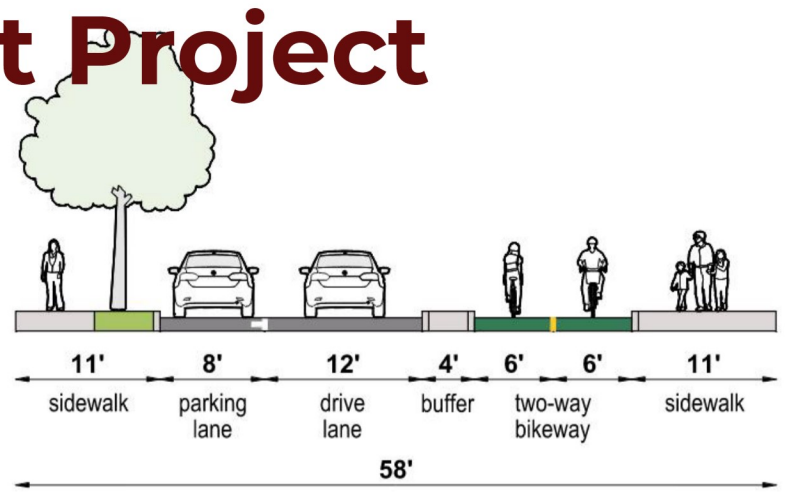 t Project
11' 8' 12' 4' 6' 6' 11'
sidewalk parking lane drive lane buffer two-way bikeway sidewalk
58'